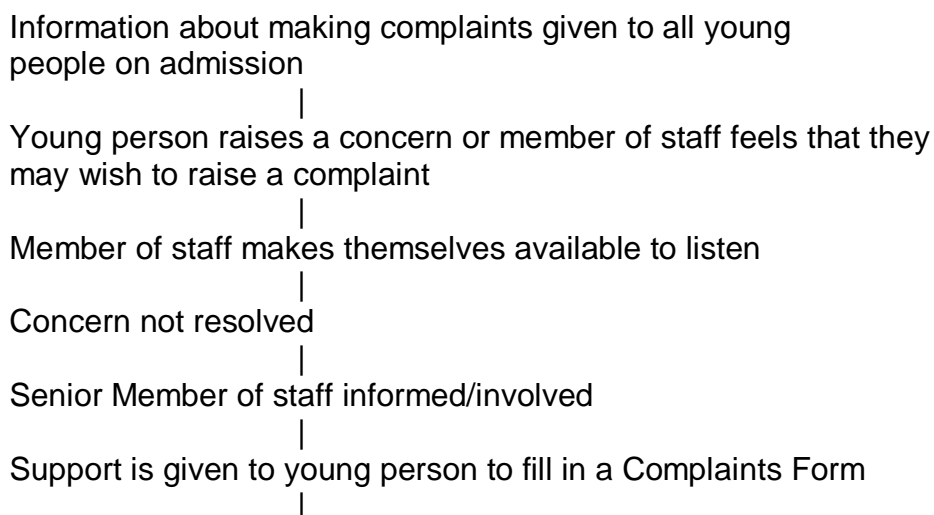 Information about making complaints given to all young
people on admission
|
Young person raises a concern or member of staff feels that they
may wish to raise a complaint
|
Member of staff makes themselves available to listen
|
Concern not resolved
|
Senior Member of staff informed/involved
|
Support is given to young person to fill in a Complaints Form
|